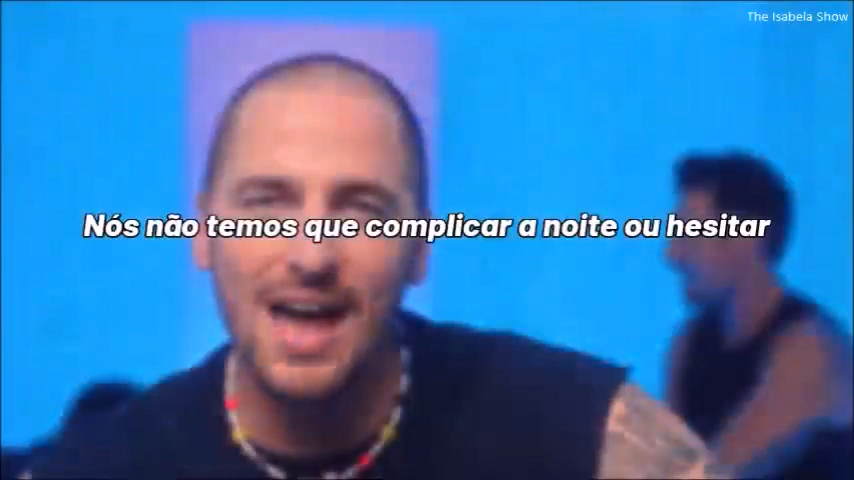 The Isabela Show
Nós não temos que complicar a noite ou hesitar